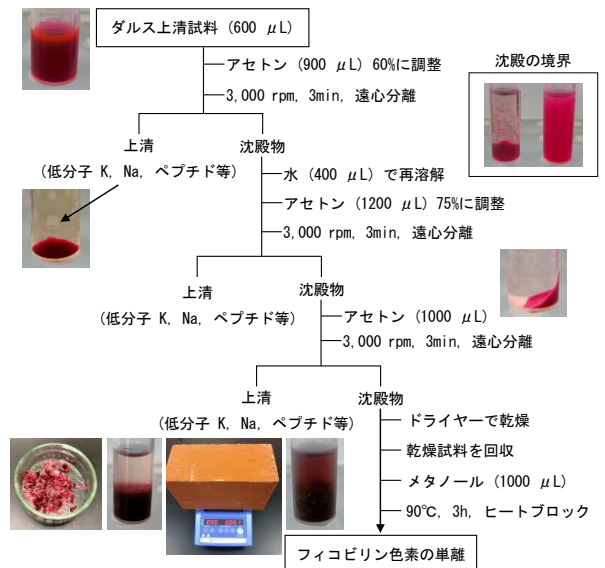 ダルス上清試料 (600 μL)
アセトン (900 μL) 60%に調整
3,000 rpm, 3min, 遠心分離
沈殿の境界
上清
沈殿物
(低分子 K, Na, ペプチド等)
水 (400 μL) で再溶解
アセトン (1200 μL) 75%に調整
3,000 rpm, 3min, 遠心分離
上清
沈殿物
(低分子 K, Na, ペプチド等)
アセトン (1000 μL)
3,000 rpm, 3min, 遠心分離
上清
沈殿物
(低分子 K, Na, ペプチド等)
ドライヤーで乾燥
乾燥試料を回収
メタノール (1000 μL)
90℃, 3h, ヒートブロック
フィコビリン色素の単離